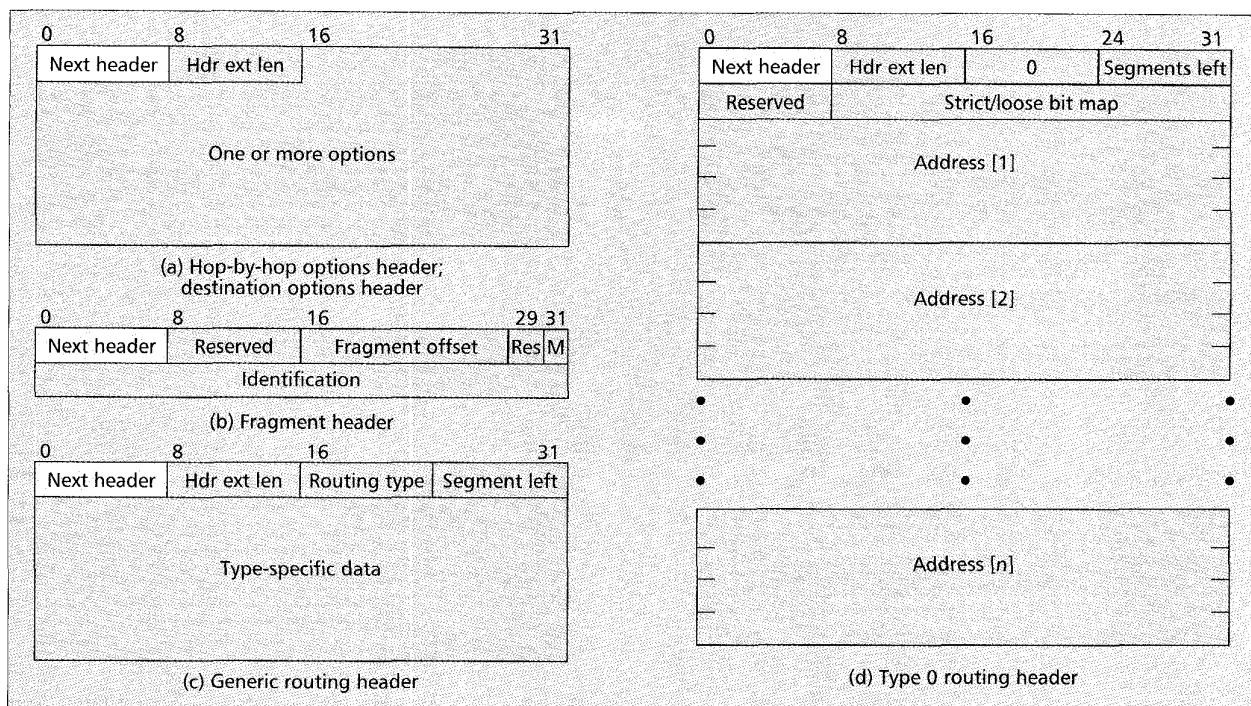 0 8 16 31
Next header Hdr ext len
One or more options
(a) Hop-by-hop options header;
destination options header
0 8 16 29 31
Next header Reserved Fragment offset Res M
Identification
(b) Fragment header
0 8 16 31
Next header Hdr ext len Routing type Segment left
Type-specific data
(c) Generic routing header
0 8 16 24 31
Next header Hdr ext len 0 Segments left
Reserved Strict/loose bit map
Address [1]
Address [2]
Address [n]
(d) Type 0 routing header